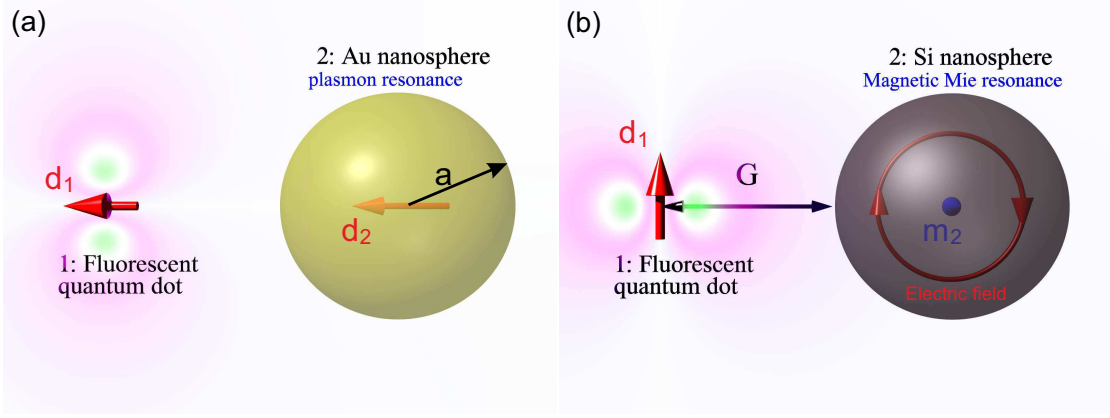 (a)
2: Au nanosphere
plasmon resonance
d1
a
d2
1: Fluorescent
quantum dot
(b)
2: Si nanosphere
Magnetic Mie resonance
d1
G
m2
1: Fluorescent
quantum dot
Electric field